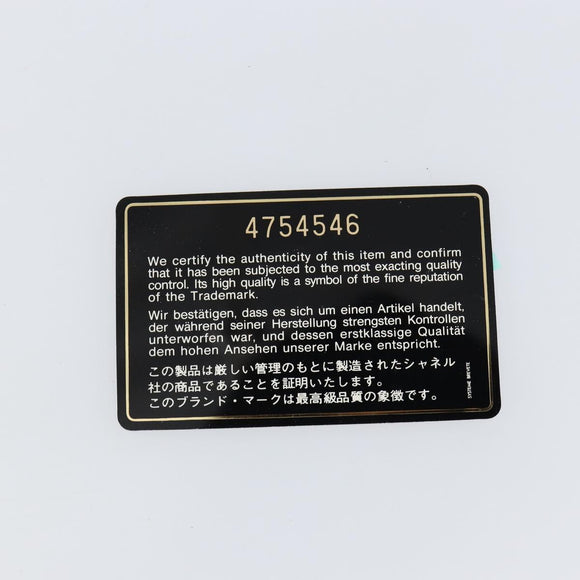 4754546
We certify the authenticity of this item and confirm
that it has been subjected to the most exacting quality
control. Its high quality is a symbol of the fine reputation
of the Trademark.
Wir bestätigen, dass es sich um einen Artikel handelt,
der während seiner Herstellung strengsten Kontrollen
unterworfen war, und dessen erstklassige Qualität
dem hohen Ansehen unserer Marke entspricht.
この製品は厳しい管理のもとに製造されたシャネル
社の商品であることを証明いたします。
このブランド・マークは最高級品質の象徴です。
SYSTEME BREVETE